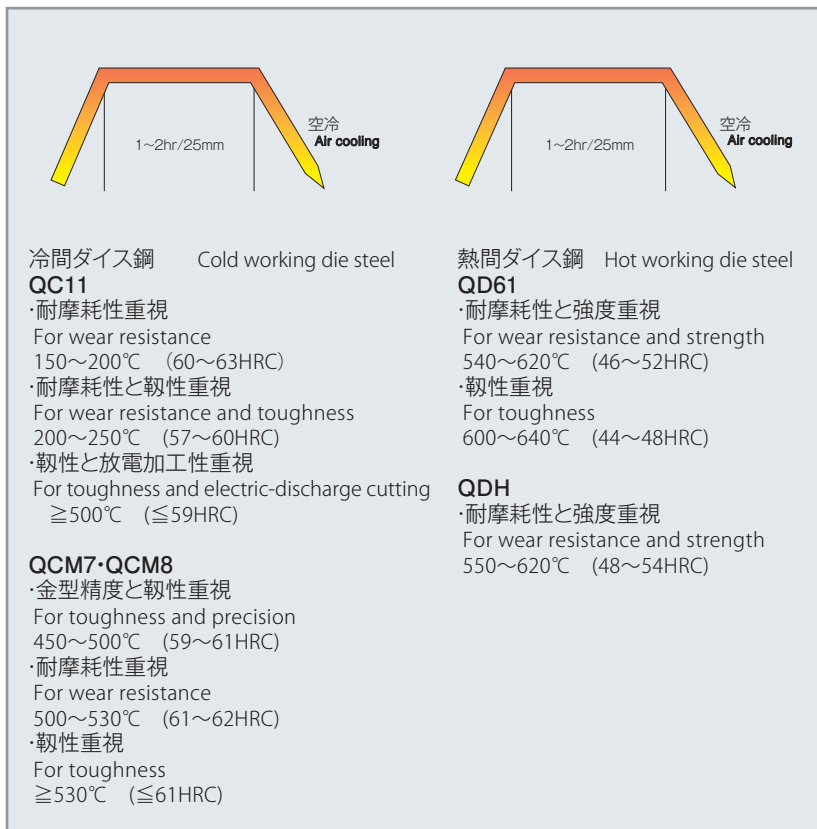 空冷
Air cooling
1~2hr/25mm
冷間ダイス鋼 Cold working die steel
QC11
・耐摩耗性重視
For wear resistance
150～200℃ （60～63HRC）
・耐摩耗性と靱性重視
For wear resistance and toughness
200～250℃ (57～60HRC)
・靱性と放電加工性重視
For toughness and electric-discharge cutting
≧500℃ (≦59HRC)
QCM7・QCM8
・金型精度と靱性重視
For toughness and precision
450～500℃ (59～61HRC)
・耐摩耗性重視
For wear resistance
500～530℃ (61～62HRC)
・靱性重視
For toughness
≧530℃ (≦61HRC)
空冷
Air cooling
1~2hr/25mm
熱間ダイス鋼 Hot working die steel
QD61
・耐摩耗性と強度重視
For wear resistance and strength
540～620℃ (46～52HRC)
・靱性重視
For toughness
600～640℃ (44～48HRC)
QDH
・耐摩耗性と強度重視
For wear resistance and strength
550～620℃ (48～54HRC)